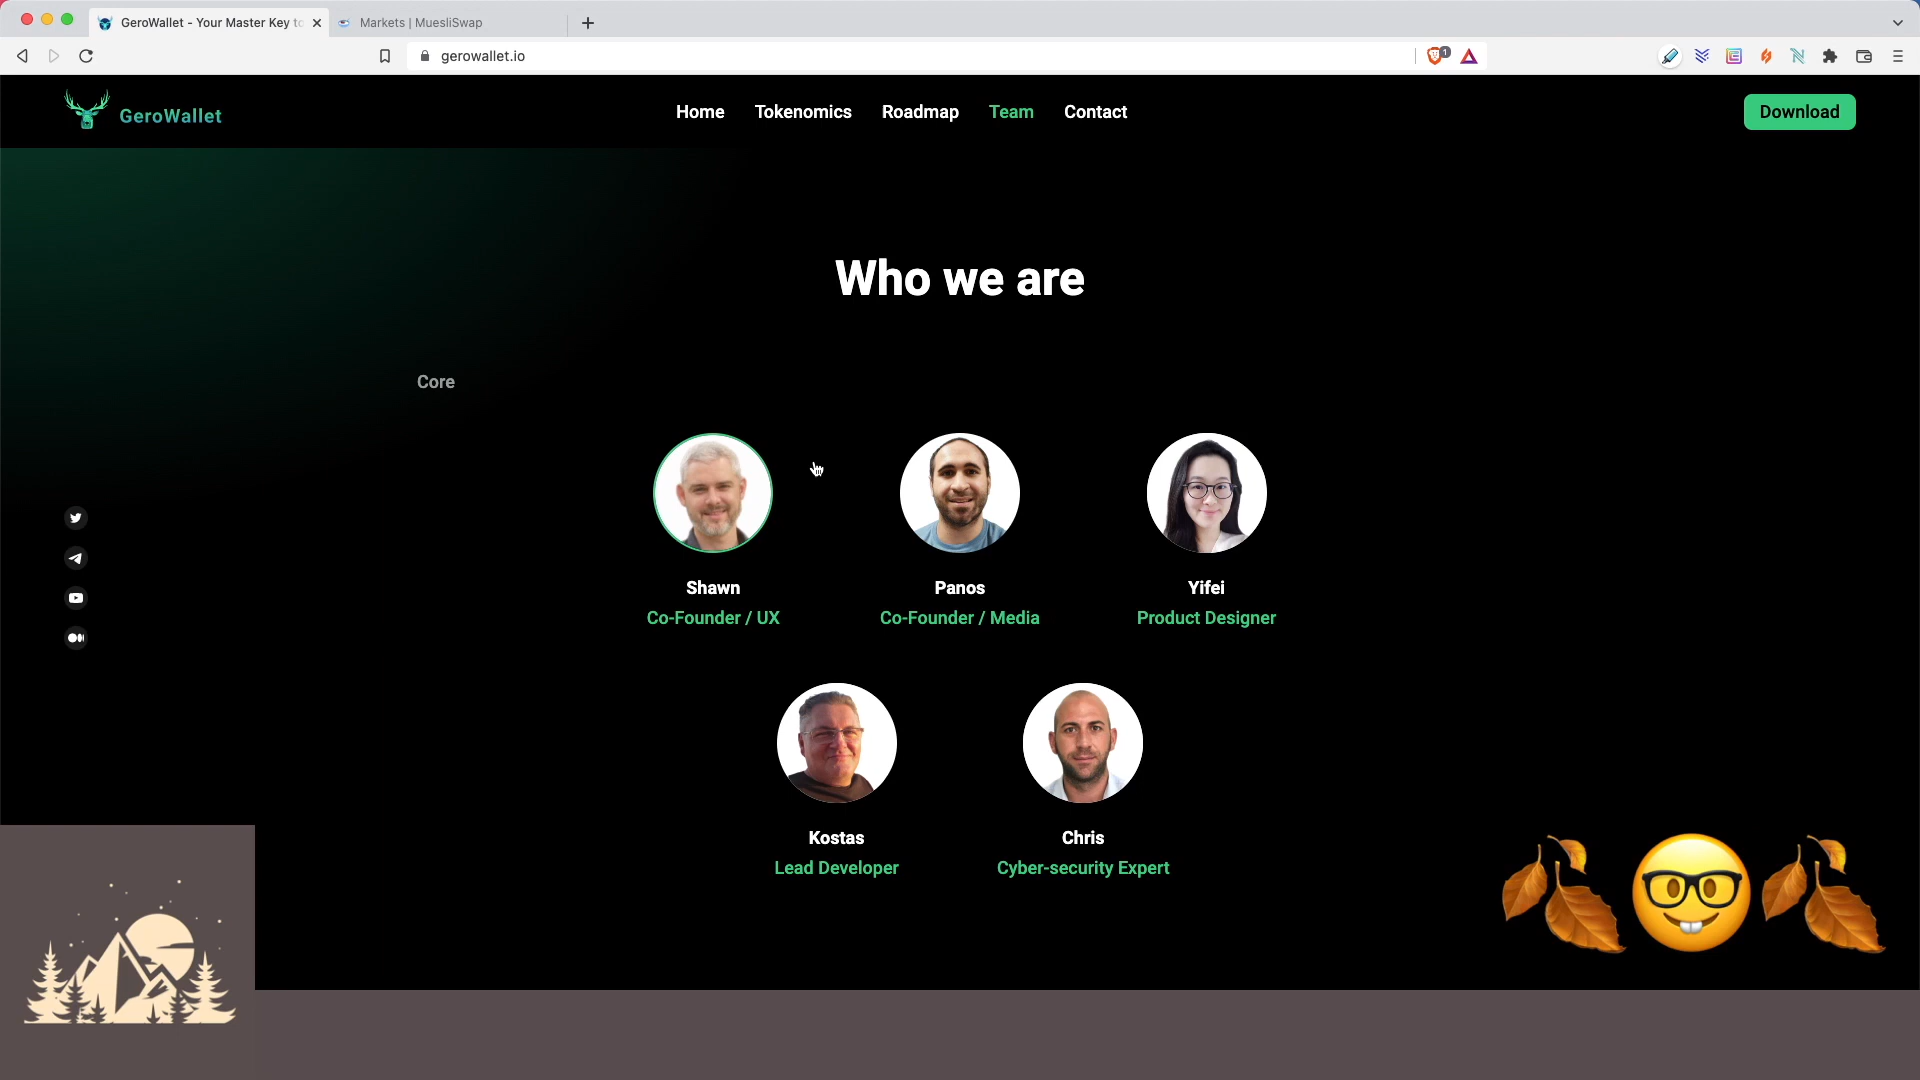 GeroWallet - Your Master Key to
Markets | MuesliSwap
gerowallet.io
1
GeroWallet
Home
Tokenomics
Roadmap
Team
Contact
Download
Who we are
Core
Shawn
Panos
Yifei
Co-Founder / UX
Co-Founder / Media
Product Designer
Kostas
Chris
Lead Developer
Cyber-security Expert